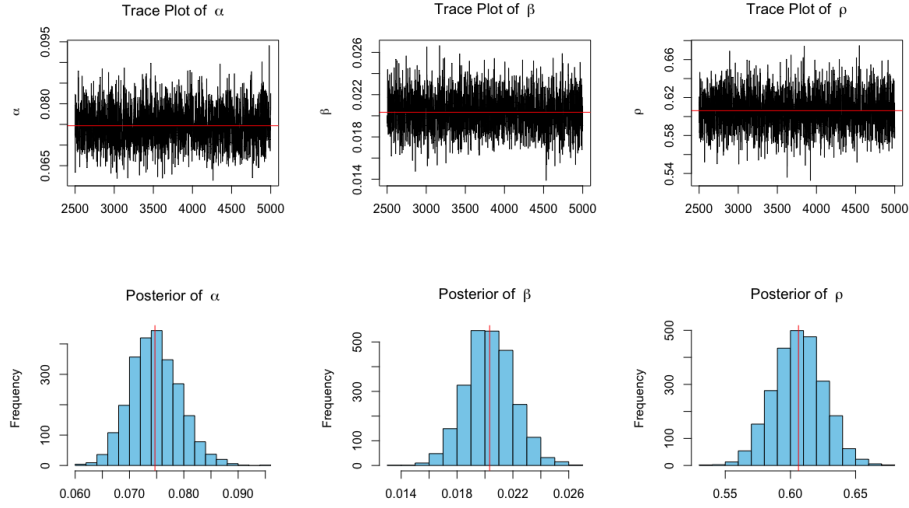 Trace Plot of α
α
0.065 0.080 0.095
2500 3000 3500 4000 4500 5000
Trace Plot of β
β
0.014 0.018 0.022 0.026
2500 3000 3500 4000 4500 5000
Trace Plot of ρ
ρ
0.54 0.58 0.62 0.66
2500 3000 3500 4000 4500 5000
Posterior of α
Frequency
0 100 300
0.060 0.070 0.080 0.090
Posterior of β
Frequency
0 100 300 500
0.014 0.018 0.022 0.026
Posterior of ρ
Frequency
0 100 300 500
0.55 0.60 0.65